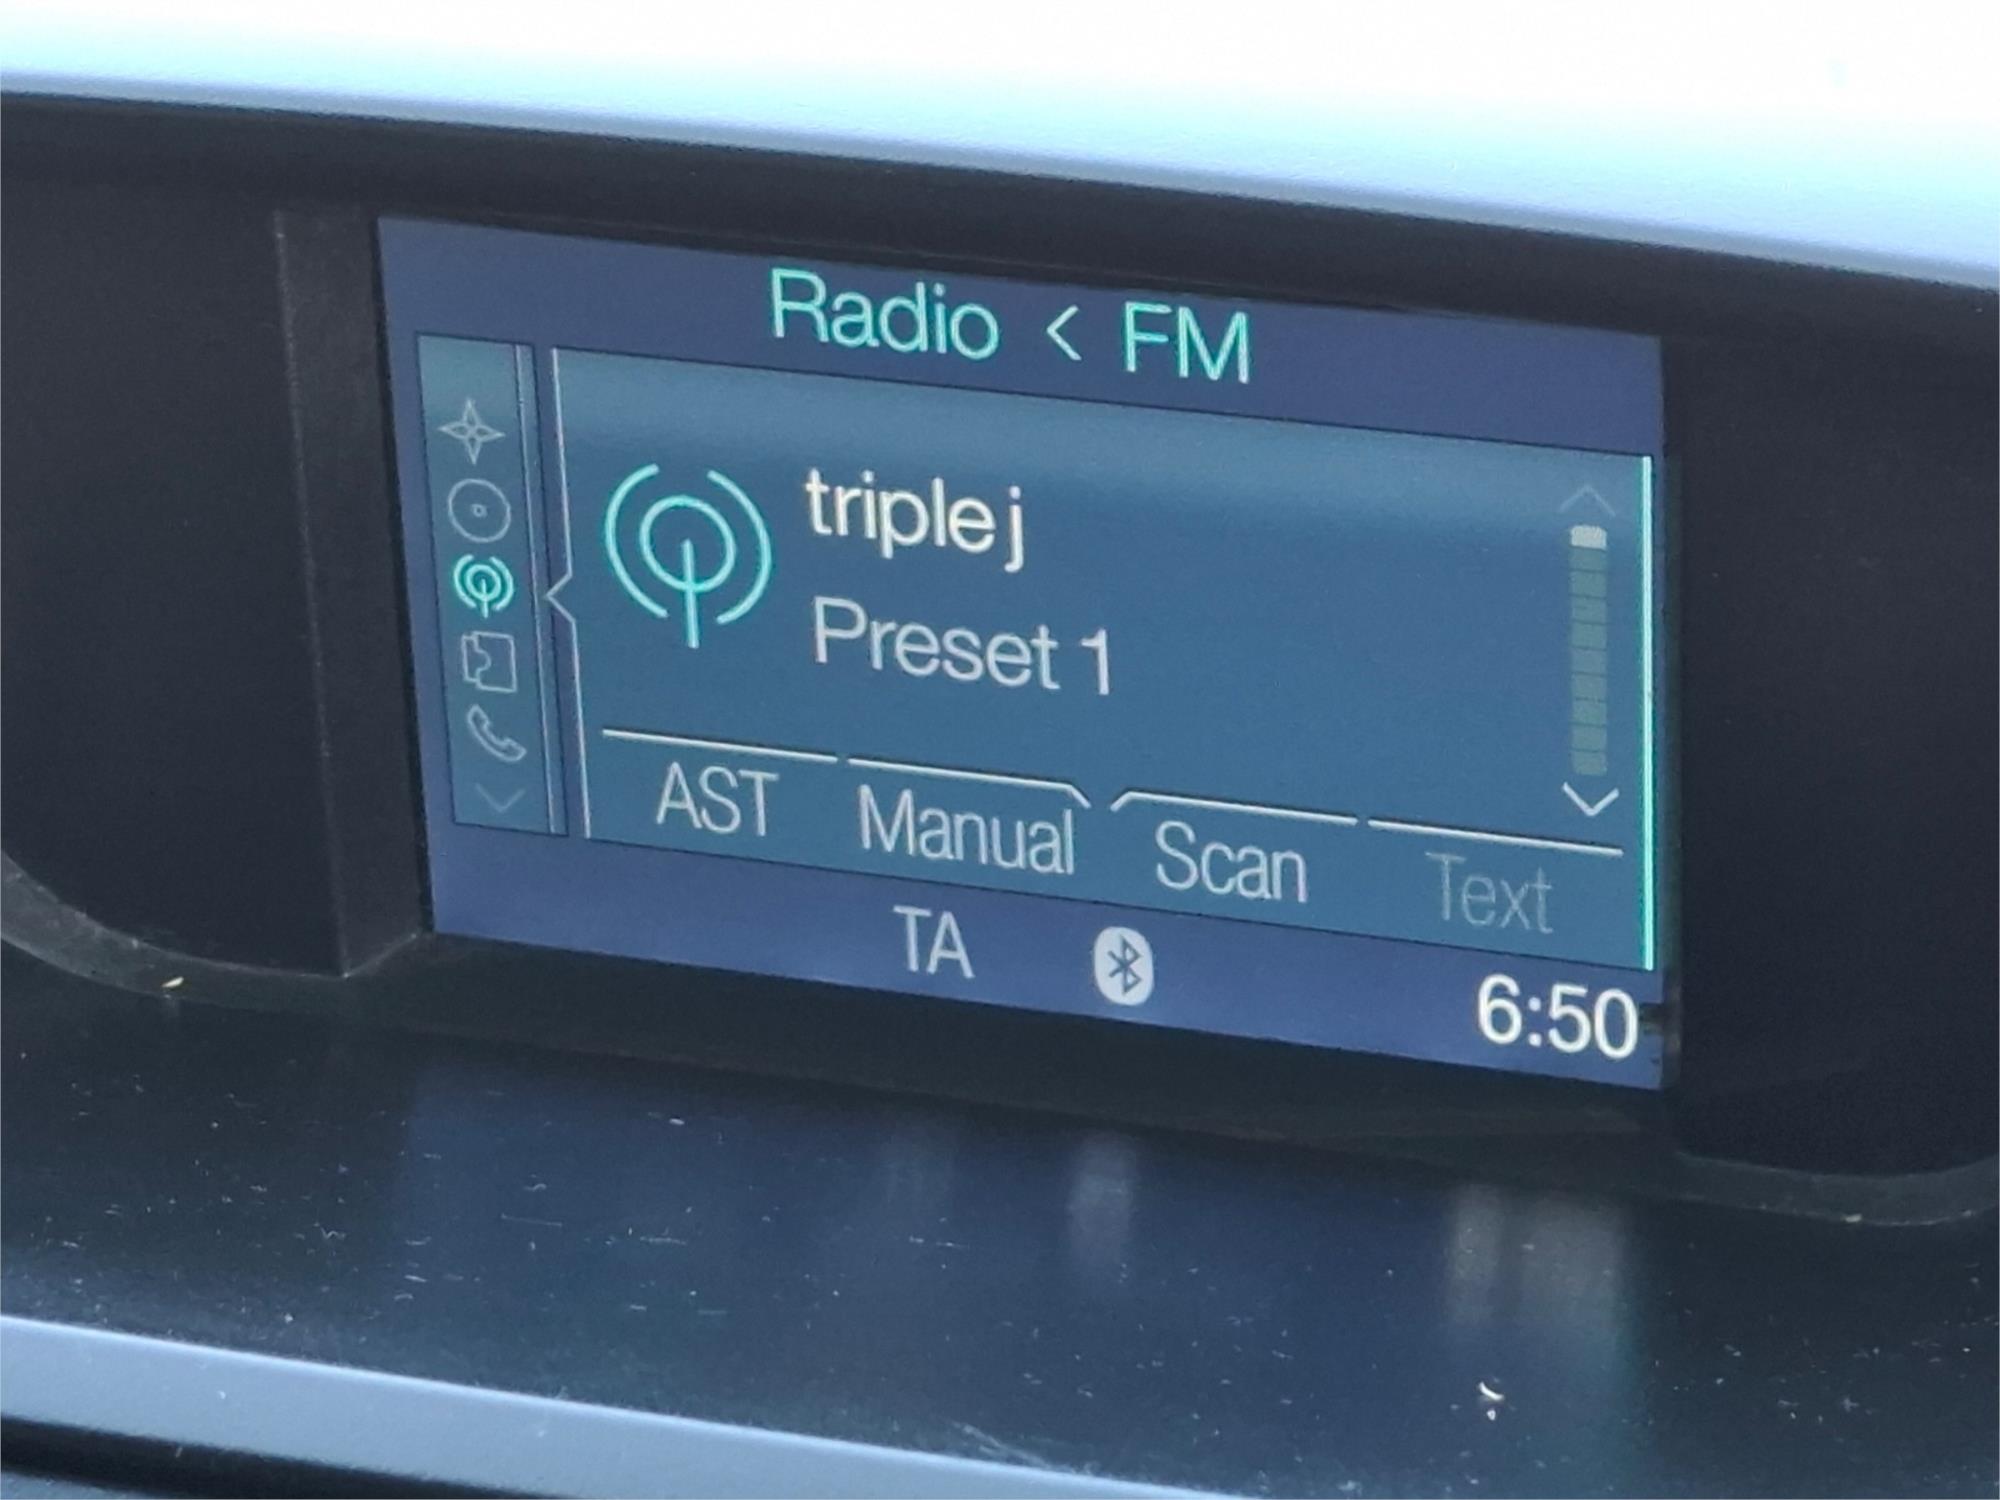 Radio < FM
triple j
Preset 1
AST Manual Scan Text
TA 6:50